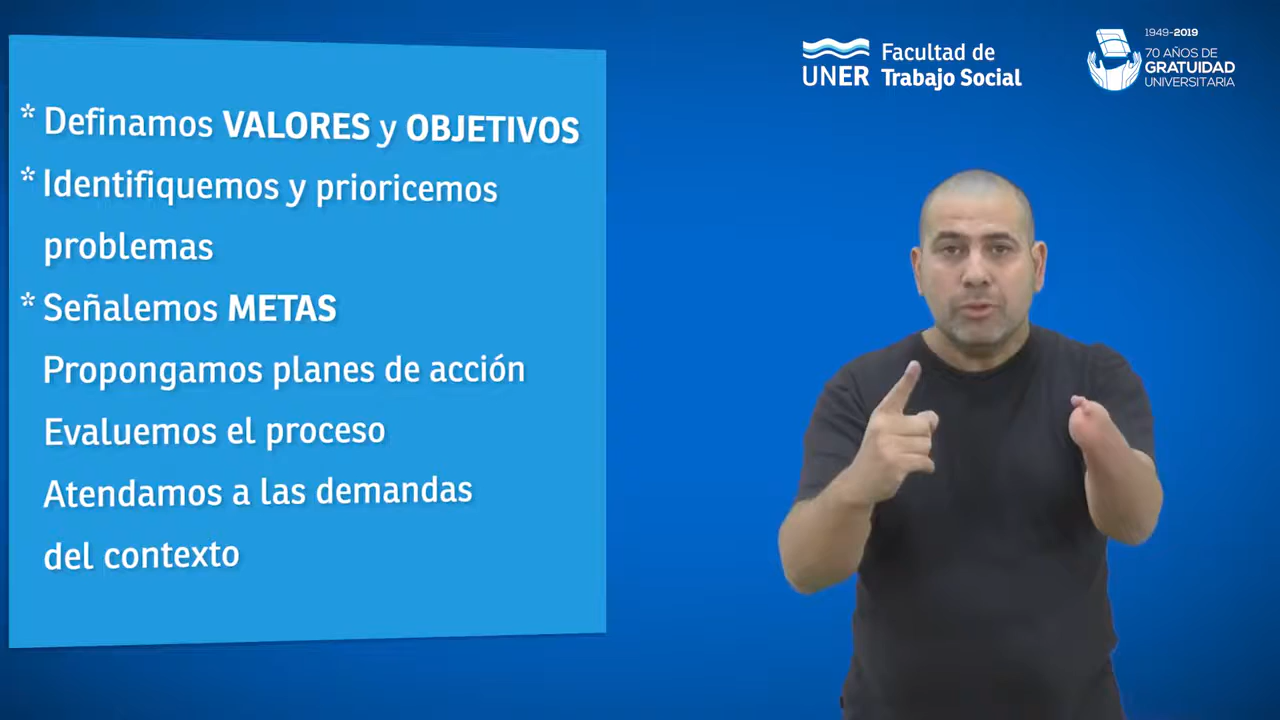 * Definamos VALORES y OBJETIVOS
* Identifiquemos y prioricemos
problemas
* Señalemos METAS
Propongamos planes de acción
Evaluemos el proceso
Atendamos a las demandas
del contexto
UNER Facultad de
Trabajo Social
1949-2019
70 AÑOS DE
GRATUIDAD
UNIVERSITARIA